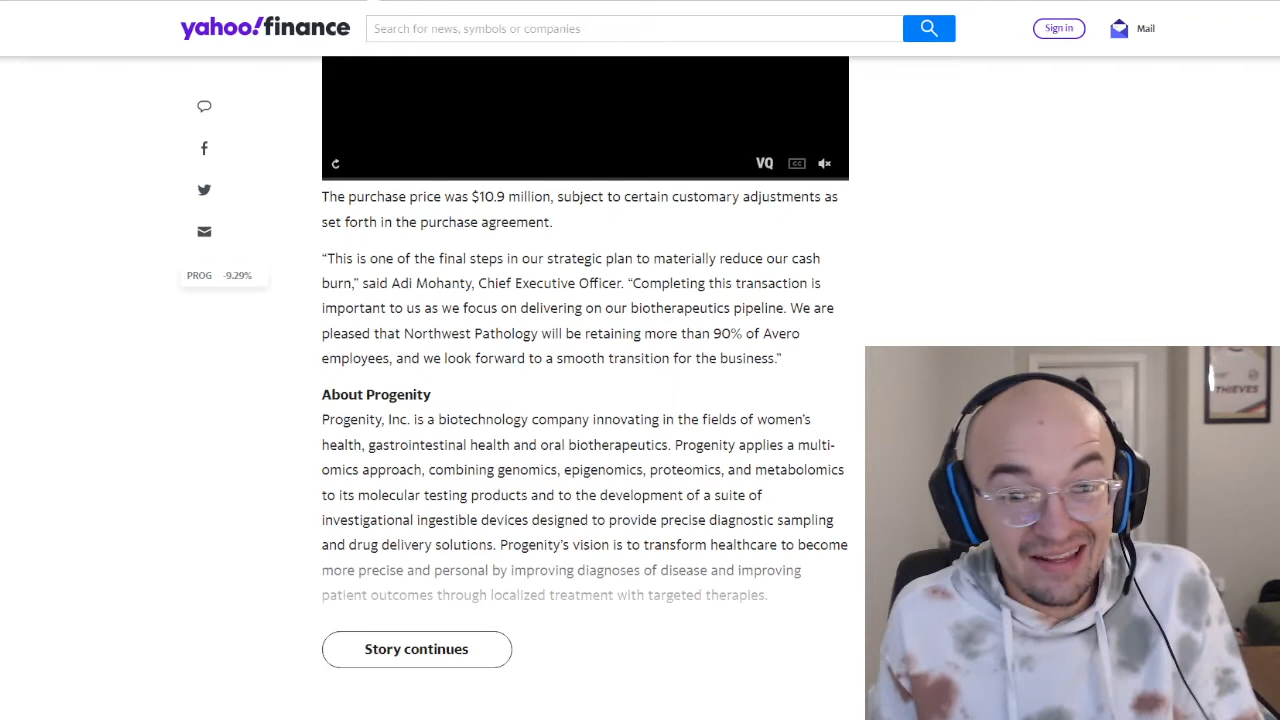 yahoo!finance
Search for news, symbols or companies
Sign in
Mail
VQ
CC
The purchase price was $10.9 million, subject to certain customary adjustments as
set forth in the purchase agreement.
“This is one of the final steps in our strategic plan to materially reduce our cash
burn,” said Adi Mohanty, Chief Executive Officer. “Completing this transaction is
important to us as we focus on delivering on our biotherapeutics pipeline. We are
pleased that Northwest Pathology will be retaining more than 90% of Avero
employees, and we look forward to a smooth transition for the business.”
PROG -9.29%
About Progenity
Progenity, Inc. is a biotechnology company innovating in the fields of women’s
health, gastrointestinal health and oral biotherapeutics. Progenity applies a multi-
omics approach, combining genomics, epigenomics, proteomics, and metabolomics
to its molecular testing products and to the development of a suite of
investigational ingestible devices designed to provide precise diagnostic sampling
and drug delivery solutions. Progenity’s vision is to transform healthcare to become
more precise and personal by improving diagnoses of disease and improving
patient outcomes through localized treatment with targeted therapies.
Story continues
THIEVES